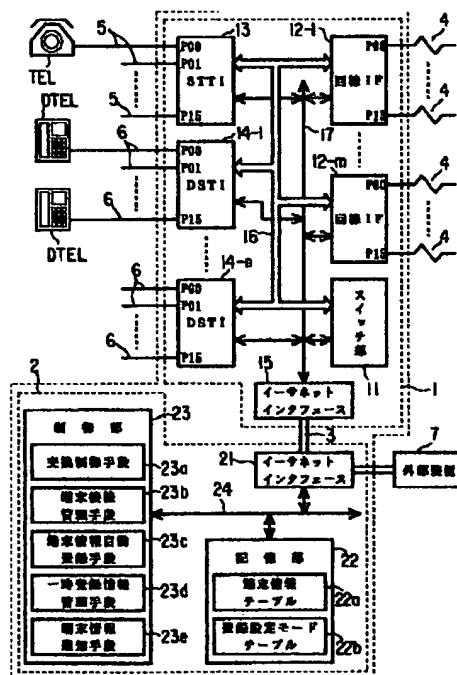 13
12-1
4
5
P00
P01
STTI
P15
回線IF
P00
P15
TEL
5
4
DTEL
14-1
17
6
P00
P01
DSTI
P15
12-m
回線IF
P00
P15
4
DTEL
6
16
4
14-n
6
P00
P01
DSTI
P15
6
スイッチ部
15
11
イーサネット
インタフェース
1
2
23
3
7
制御部
21
イーサネット
インタフェース
外部装置
交換制御手段
23a
24
端末接続
管理手段
23b
22
端末情報自動
登録手段
23c
記憶部
一時登録情報
管理手段
23d
端末情報
テーブル
22a
端末情報
通知手段
23e
登録設定モード
テーブル
22b